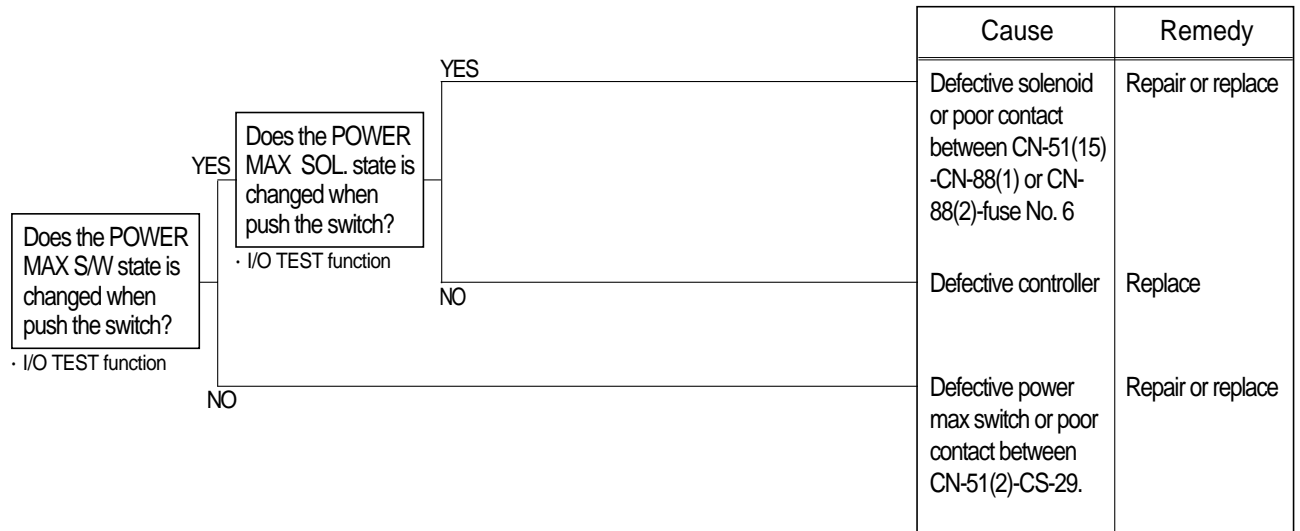 Cause Remedy
YES
Defective solenoid Repair or replace
or poor contact
between CN-51(15)
-CN-88(1) or CN-
88(2)-fuse No. 6
YES
Does the POWER
MAX SOL. state is
changed when
push the switch?
· I/O TEST function
Does the POWER
MAX S/W state is
changed when
push the switch?
· I/O TEST function
NO
Defective controller Replace
NO
Defective power Repair or replace
max switch or poor
contact between
CN-51(2)-CS-29.